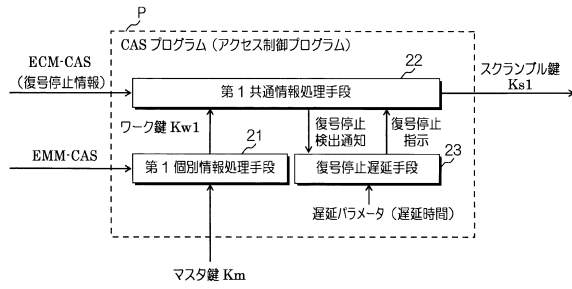 P
CASプログラム(アクセス制御プログラム)
ECM-CAS
(復号停止情報)
22
第1共通情報処理手段
スクランブル鍵
Ks1
ワーク鍵 Kw1
復号停止
検出通知
復号停止
指示
EMM-CAS
21
第1個別情報処理手段
23
復号停止遅延手段
遅延パラメータ(遅延時間)
マスタ鍵 Km